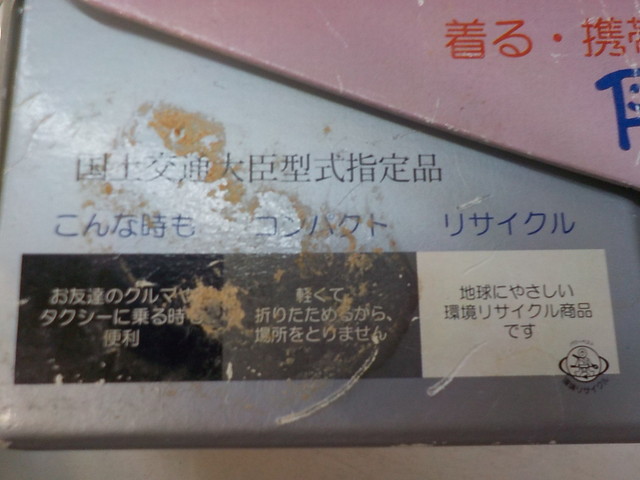 着る・携帯
国土交通大臣型式指定品
こんな時も
コンパクト
リサイクル
お友達のクルマや
タクシーに乗る時も
便利
軽くて
折りたためるから、
場所をとりません
地球にやさしい
環境リサイクル商品
です